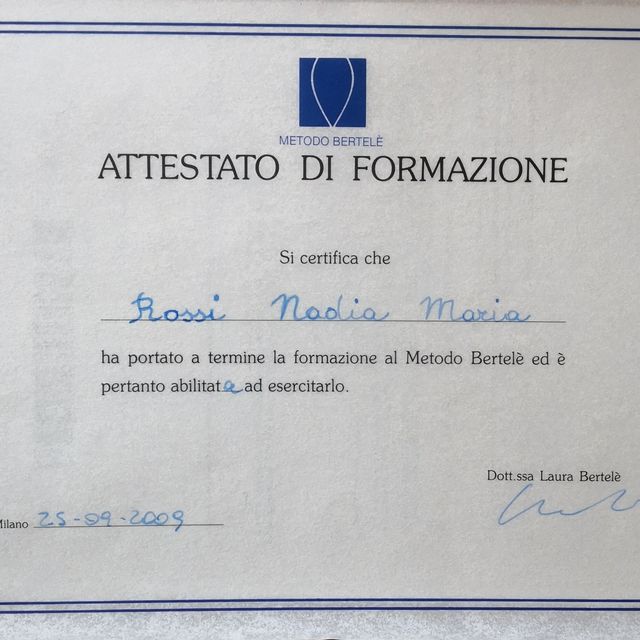 METODO BERTELÈ
ATTESTATO DI FORMAZIONE
Si certifica che
Rossi Nadia Maria
ha portato a termine la formazione al Metodo Bertelè ed è
pertanto abilitata ad esercitarlo.
Dott.ssa Laura Bertelè
Milano 25-09-2009